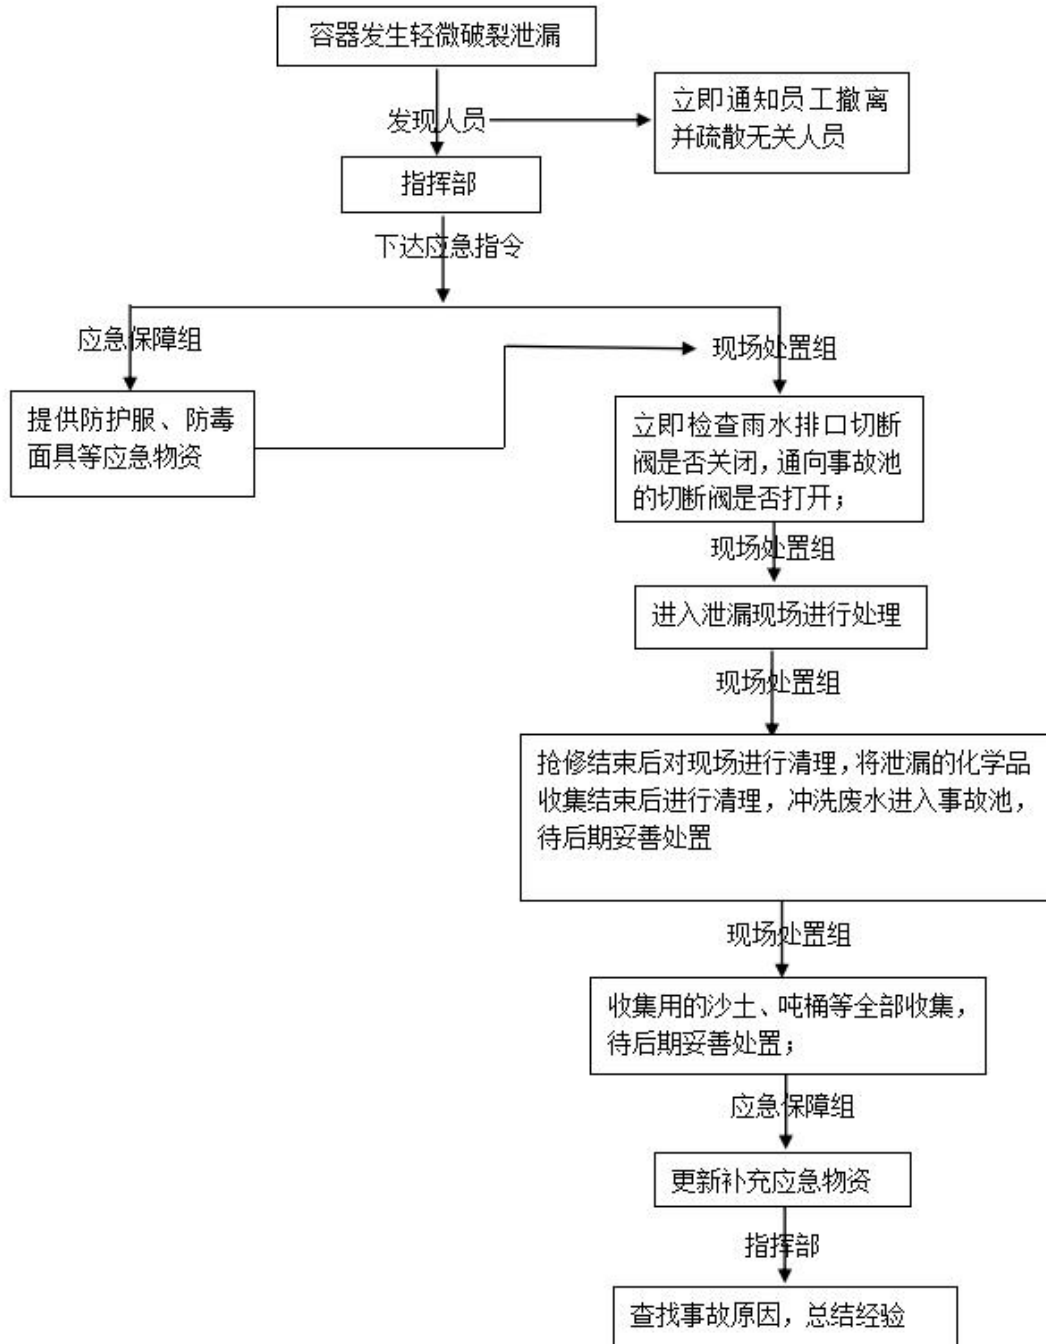 容器发生轻微破裂泄漏
发现人员
立即通知员工撤离
并疏散无关人员
指挥部
下达应急指令
应急保障组
现场处置组
提供防护服、防毒
面具等应急物资
立即检查雨水排口切断
阀是否关闭，通向事故池
的切断阀是否打开；
现场处置组
进入泄漏现场进行处理
现场处置组
抢修结束后对现场进行清理，将泄漏的化学品
收集结束后进行清理，冲洗废水进入事故池，
待后期妥善处置
现场处置组
收集用的沙土、吨桶等全部收集，
待后期妥善处置；
应急保障组
更新补充应急物资
指挥部
查找事故原因，总结经验